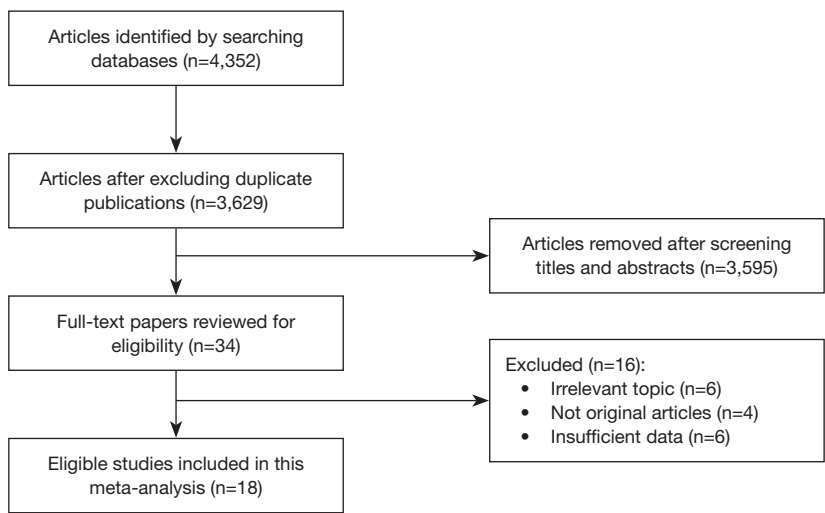 Articles identified by searching
databases (n=4,352)
Articles after excluding duplicate
publications (n=3,629)
Articles removed after screening
titles and abstracts (n=3,595)
Full-text papers reviewed for
eligibility (n=34)
Excluded (n=16):
• Irrelevant topic (n=6)
• Not original articles (n=4)
• Insufficient data (n=6)
Eligible studies included in this
meta-analysis (n=18)